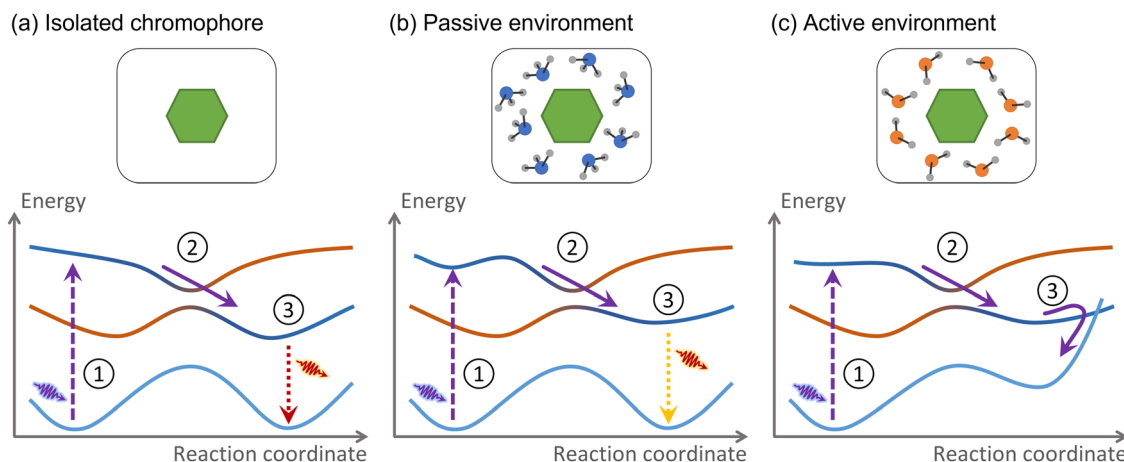 (a) Isolated chromophore
(b) Passive environment
(c) Active environment
Energy
②
③
①
Reaction coordinate
Energy
②
③
①
Reaction coordinate
Energy
②
③
①
Reaction coordinate